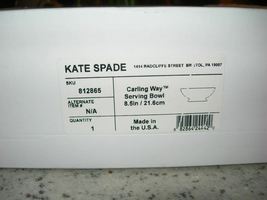 KATE SPADE
1414 RADCLIFFE STREET BRISTOL, PA 19007
SKU
812865
Carling Way™
Serving Bowl
8.5in / 21.6cm
ALTERNATE
ITEM #
N/A
QUANTITY
1
Made in
the U.S.A.